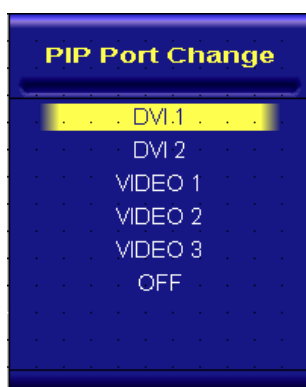 PIP Port Change
DVI 1
DVI 2
VIDEO 1
VIDEO 2
VIDEO 3
OFF